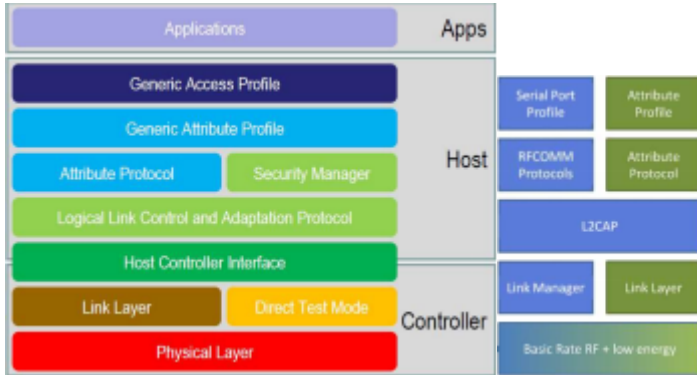 Applications
Apps
Generic Access Profile
Generic Attribute Profile
Attribute Protocol
Security Manager
Logical Link Control and Adaptation Protocol
Host Controller Interface
Host
Link Layer
Direct Test Mode
Physical Layer
Controller
Serial Port
Profile
Attribute
Profile
RFCOMM
Protocols
Attribute
Protocol
L2CAP
Link Manager
Link Layer
Basic Rate RF + low energy